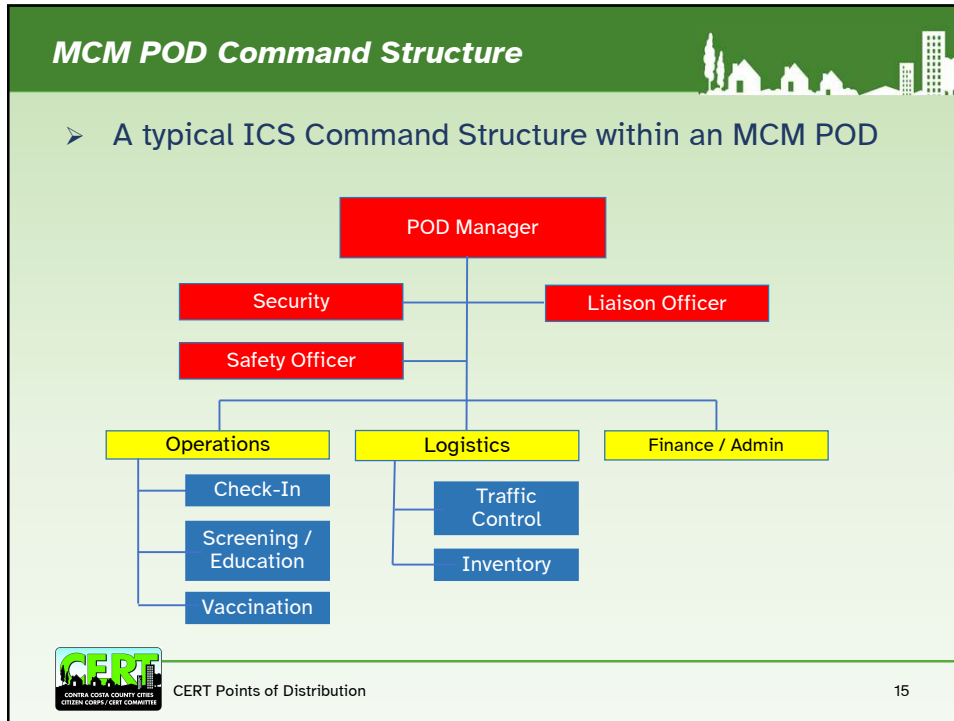 MCM POD Command Structure
➢ A typical ICS Command Structure within an MCM POD
POD Manager
Security
Liaison Officer
Safety Officer
Operations
Logistics
Finance / Admin
Check-In
Screening /
Education
Vaccination
Traffic
Control
Inventory
CERT
CONTRA COSTA COUNTY CITIES
CITIZEN CORPS / CERT COMMITTEE
CERT Points of Distribution
15